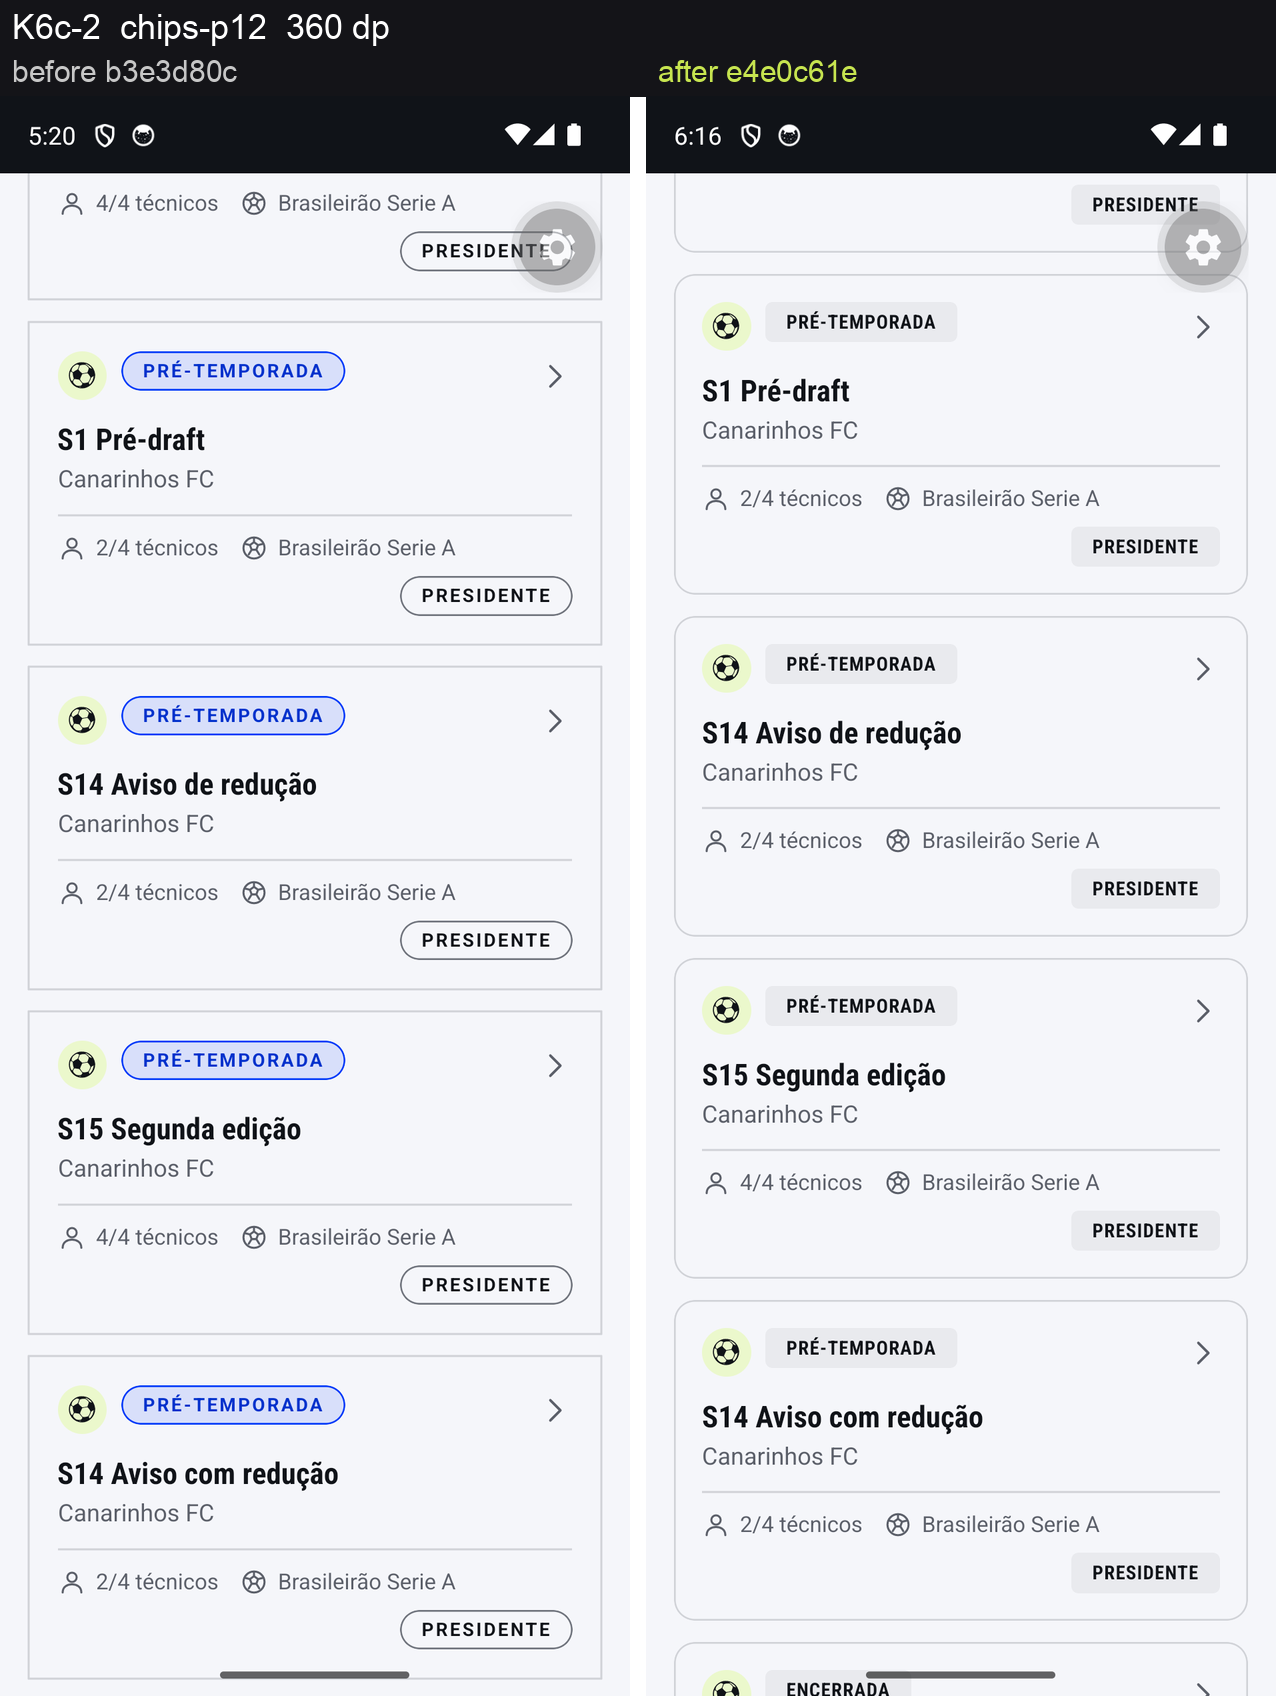 K6c-2 chips-p12 360 dp
before b3e3d80c
after e4e0c61e
5:20
4/4 técnicos Brasileirão Serie A
PRESIDENTE
PRÉ-TEMPORADA
S1 Pré-draft
Canarinhos FC
2/4 técnicos Brasileirão Serie A
PRESIDENTE
PRÉ-TEMPORADA
S14 Aviso de redução
Canarinhos FC
2/4 técnicos Brasileirão Serie A
PRESIDENTE
PRÉ-TEMPORADA
S15 Segunda edição
Canarinhos FC
4/4 técnicos Brasileirão Serie A
PRESIDENTE
PRÉ-TEMPORADA
S14 Aviso com redução
Canarinhos FC
2/4 técnicos Brasileirão Serie A
PRESIDENTE
6:16
PRESIDENTE
PRÉ-TEMPORADA
S1 Pré-draft
Canarinhos FC
2/4 técnicos Brasileirão Serie A
PRESIDENTE
PRÉ-TEMPORADA
S14 Aviso de redução
Canarinhos FC
2/4 técnicos Brasileirão Serie A
PRESIDENTE
PRÉ-TEMPORADA
S15 Segunda edição
Canarinhos FC
4/4 técnicos Brasileirão Serie A
PRESIDENTE
PRÉ-TEMPORADA
S14 Aviso com redução
Canarinhos FC
2/4 técnicos Brasileirão Serie A
PRESIDENTE
ENCERRADA